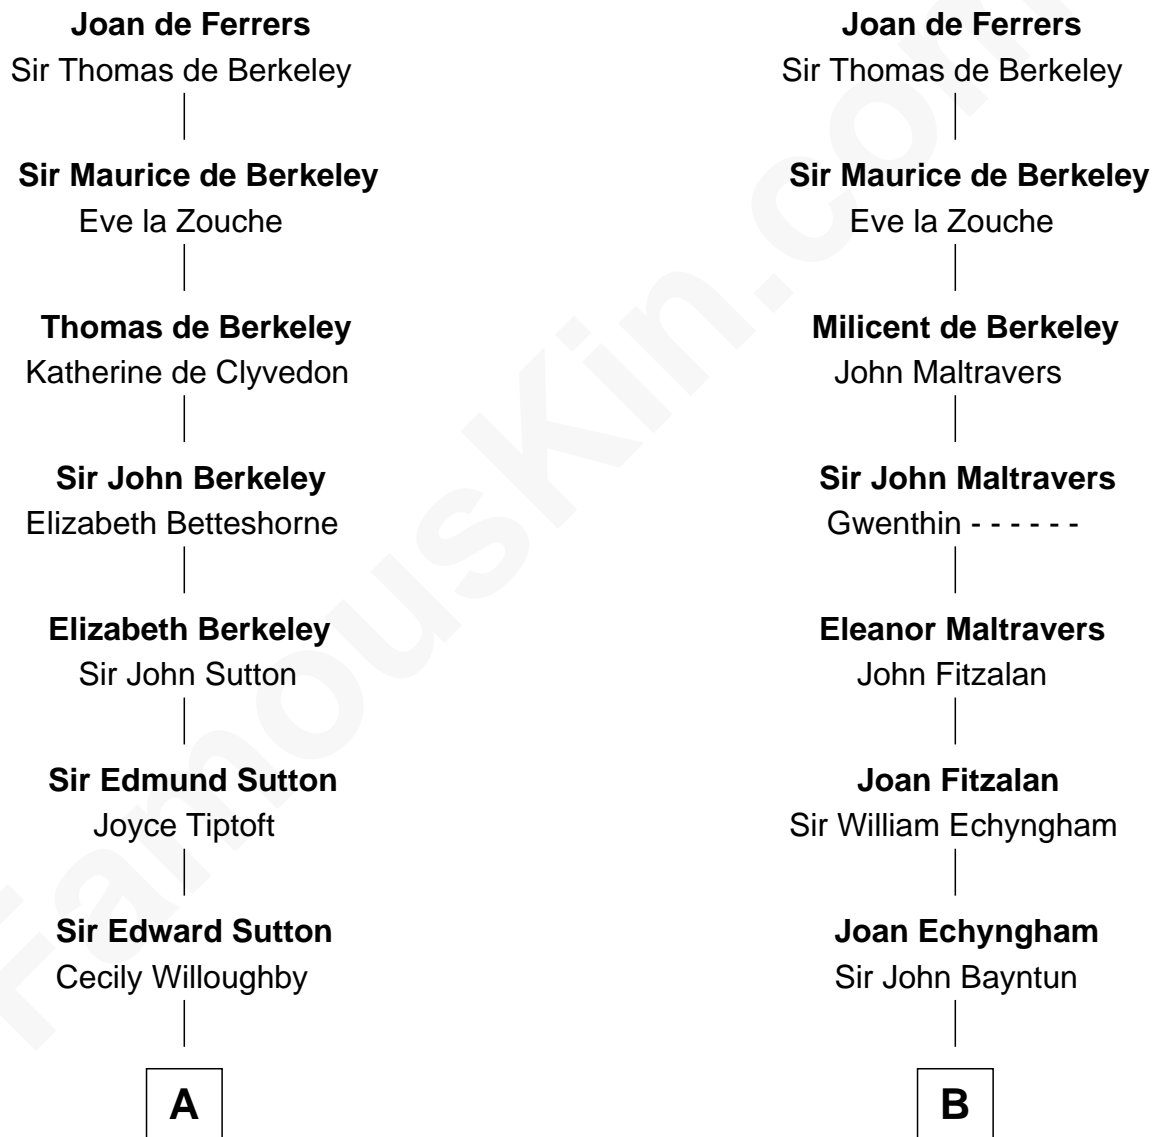 Joan de Ferrers
Sir Thomas de Berkeley
Sir Maurice de Berkeley
Eve la Zouche
Thomas de Berkeley
Katherine de Clyvedon
Sir John Berkeley
Elizabeth Betteshorne
Elizabeth Berkeley
Sir John Sutton
Sir Edmund Sutton
Joyce Tiptoft
Sir Edward Sutton
Cecily Willoughby
A
Joan de Ferrers
Sir Thomas de Berkeley
Sir Maurice de Berkeley
Eve la Zouche
Milicent de Berkeley
John Maltravers
Sir John Maltravers
Gwenthin - - - - - -
Eleanor Maltravers
John Fitzalan
Joan Fitzalan
Sir William Echyngham
Joan Echyngham
Sir John Bayntun
B
FamousKin.com